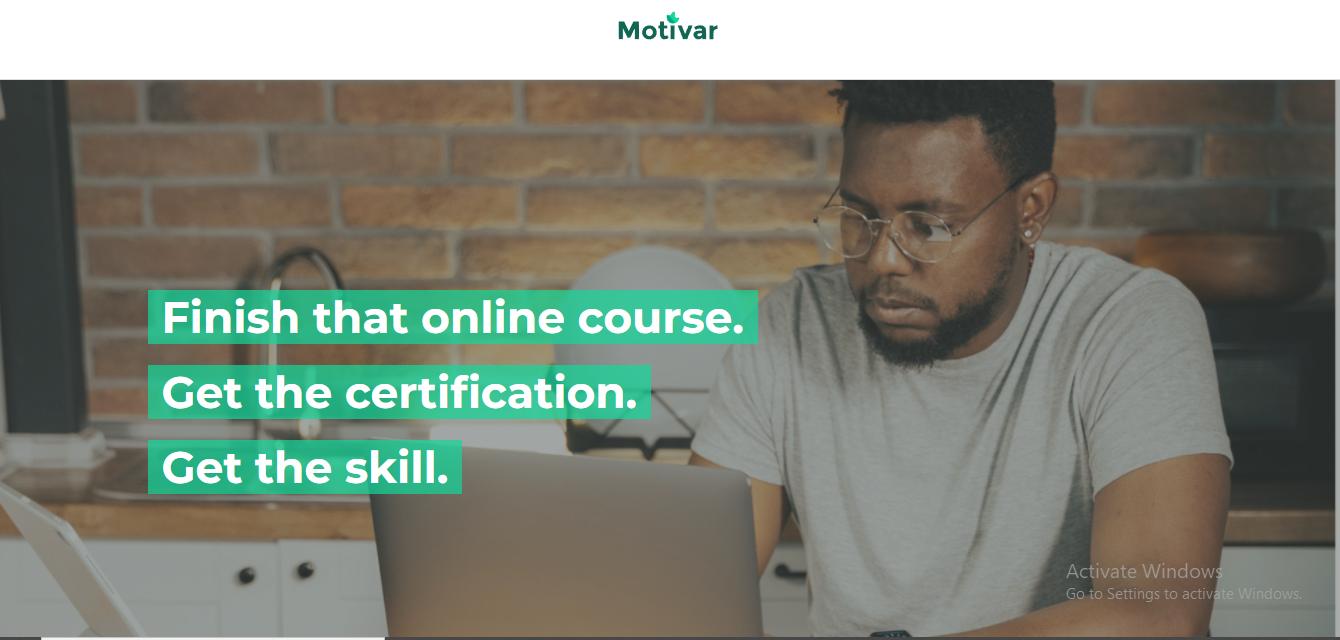 Motivar
Finish that online course.
Get the certification.
Get the skill.
Activate Windows
Go to Settings to activate Windows.